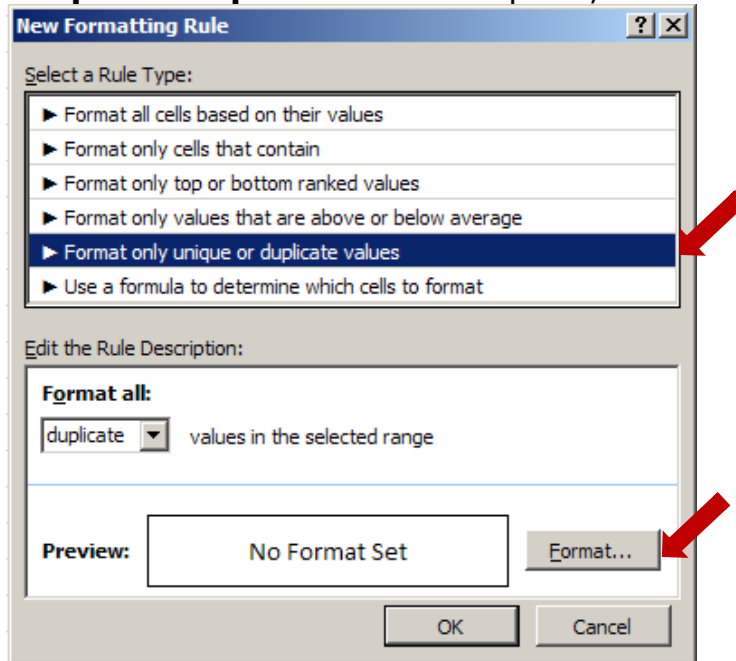 New Formatting Rule
Select a Rule Type:
► Format all cells based on their values
► Format only cells that contain
► Format only top or bottom ranked values
► Format only values that are above or below average
► Format only unique or duplicate values
► Use a formula to determine which cells to format
Edit the Rule Description:
Format all:
duplicate values in the selected range
Preview: No Format Set Format...
OK Cancel